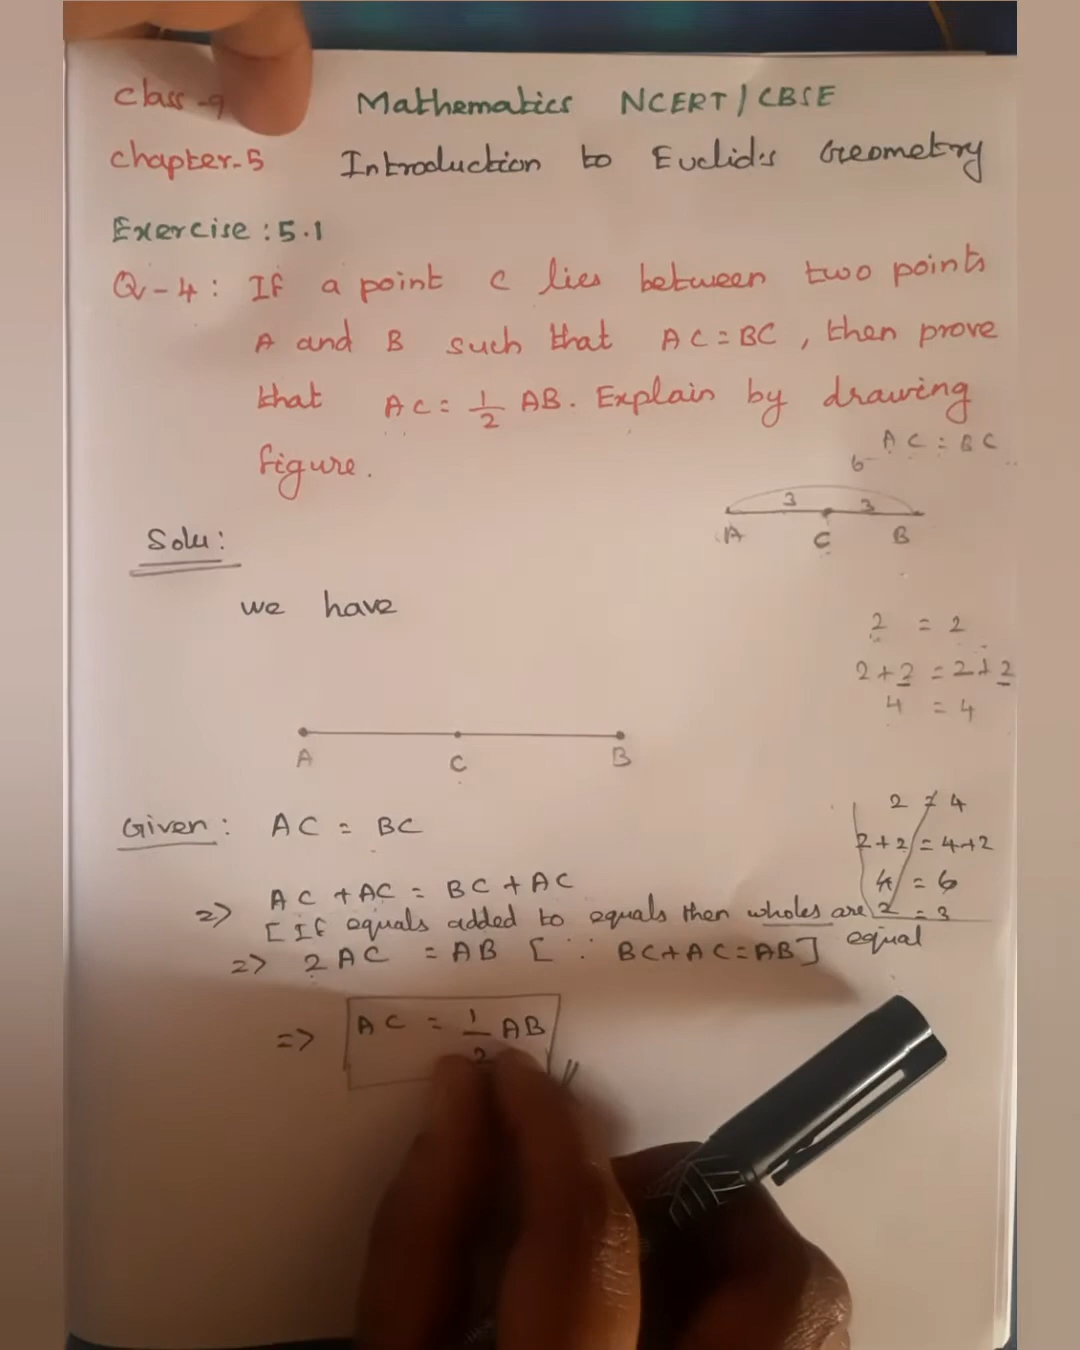 Class-9 Mathematics NCERT/CBSE
Chapter-5 Introduction to Euclid's Geometry
Exercise : 5.1
Q-4: If a point C lies between two points
A and B such that AC = BC, then prove
that AC = 1/2 AB. Explain by drawing
figure.
AC = BC
6
3 3
A C B
Solu:
we have
2 = 2
2+2 = 2+2
4 = 4
A C B
2 ≠ 4
2+2 = 4+2
4 = 6
2 = 3
Given: AC = BC
=> AC + AC = BC + AC
[If equals added to equals then wholes are equal
=> 2AC = AB [∵ BC+AC=AB]
=> AC = 1/2 AB